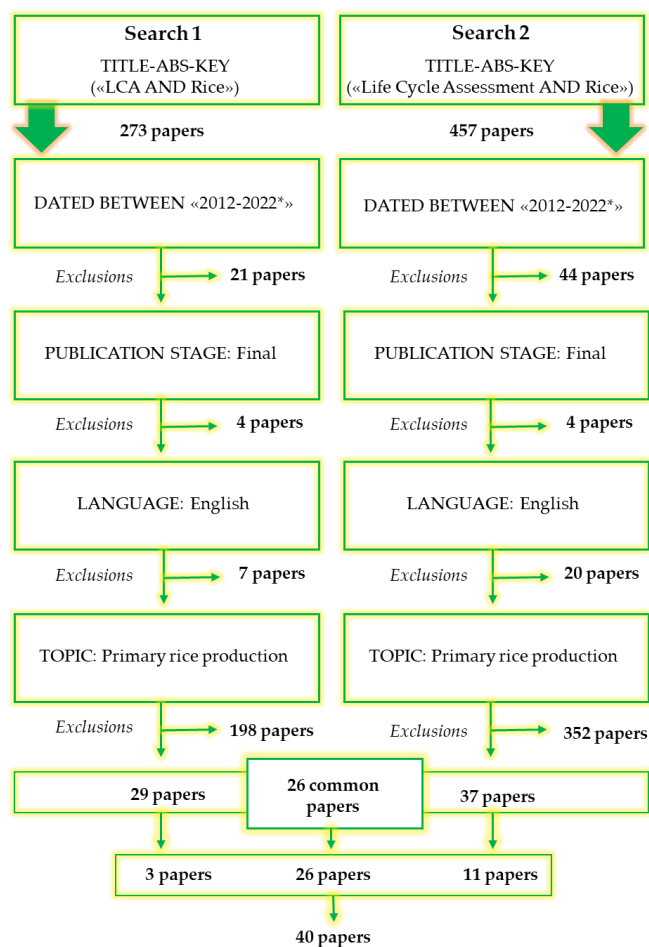 Search 1
TITLE-ABS-KEY
(«LCA AND Rice»)
Search 2
TITLE-ABS-KEY
(«Life Cycle Assessment AND Rice»)
273 papers
457 papers
DATED BETWEEN «2012-2022*»
DATED BETWEEN «2012-2022*»
Exclusions
21 papers
Exclusions
44 papers
PUBLICATION STAGE: Final
PUBLICATION STAGE: Final
Exclusions
4 papers
Exclusions
4 papers
LANGUAGE: English
LANGUAGE: English
Exclusions
7 papers
Exclusions
20 papers
TOPIC: Primary rice production
TOPIC: Primary rice production
Exclusions
198 papers
Exclusions
352 papers
29 papers
26 common
papers
37 papers
3 papers
26 papers
11 papers
40 papers